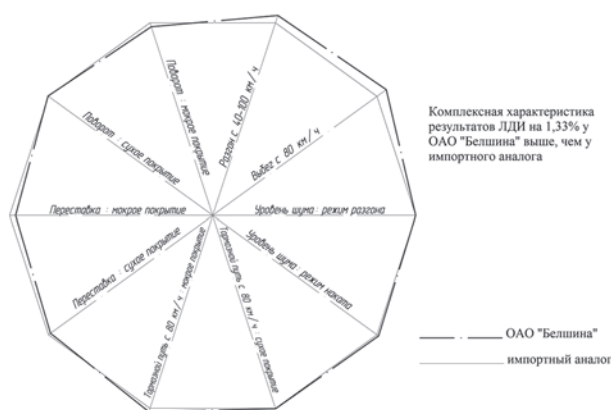 Поворот : мокрое покрытие
Разгон с 40-100 км/ч
Поворот : сухое покрытие
Выбег с 80 км/ч
Переставка : мокрое покрытие
Уровень шума : режим разгона
Переставка : сухое покрытие
Уровень шума : режим наката
Тормазной путь с 80 км/ч : мокрое покрытие
Тормазной путь с 80 км/ч : сухое покрытие
Комплексная характеристика
результатов ЛДИ на 1,33% у
ОАО "Белшина" выше, чем у
импортного аналога
ОАО "Белшина"
импортный аналог